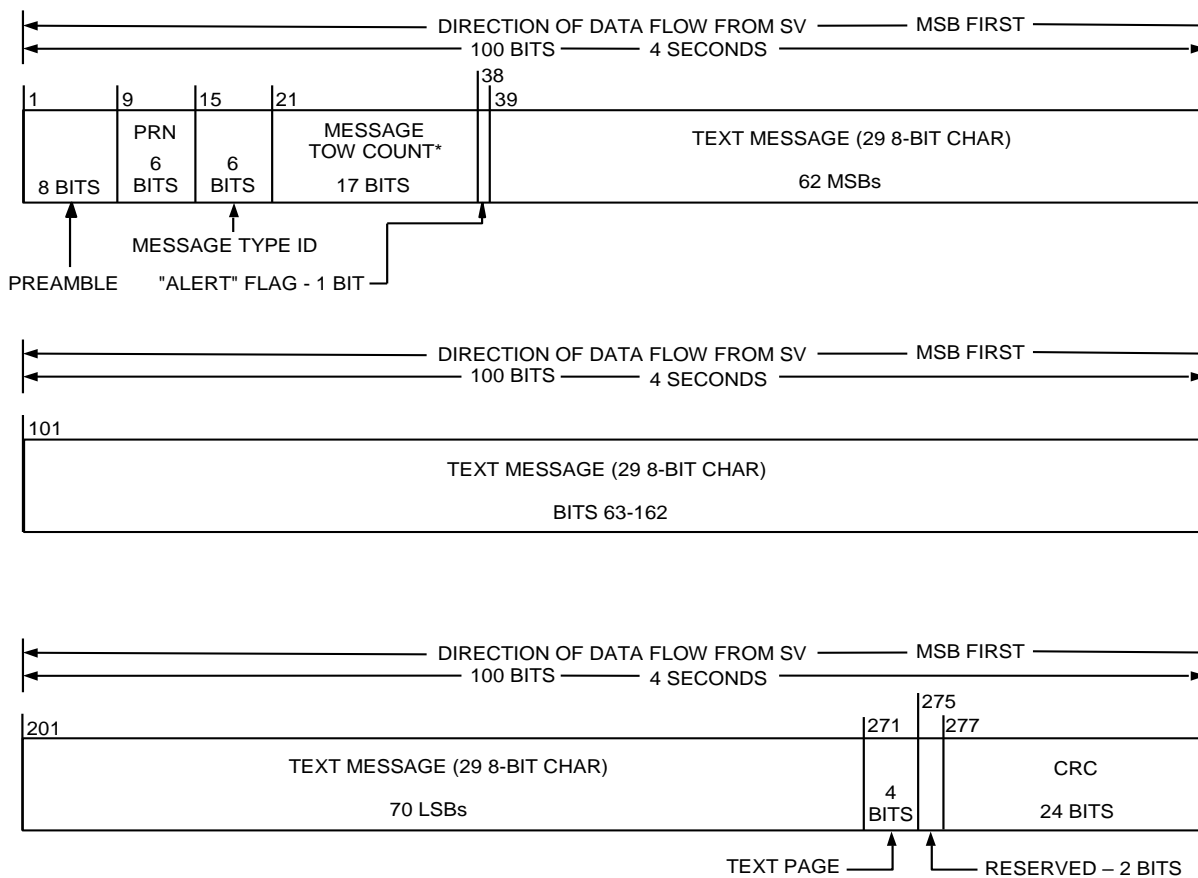 DIRECTION OF DATA FLOW FROM SV MSB FIRST
100 BITS 4 SECONDS
38
1 9 15 21 39
PRN MESSAGE TEXT MESSAGE (29 8-BIT CHAR)
TOW COUNT*
6 6
8 BITS BITS BITS 17 BITS 62 MSBs
MESSAGE TYPE ID
PREAMBLE "ALERT" FLAG - 1 BIT
DIRECTION OF DATA FLOW FROM SV MSB FIRST
100 BITS 4 SECONDS
101
TEXT MESSAGE (29 8-BIT CHAR)
BITS 63-162
DIRECTION OF DATA FLOW FROM SV MSB FIRST
100 BITS 4 SECONDS
275
201 271 277
TEXT MESSAGE (29 8-BIT CHAR) CRC
4
70 LSBs BITS 24 BITS
TEXT PAGE RESERVED – 2 BITS